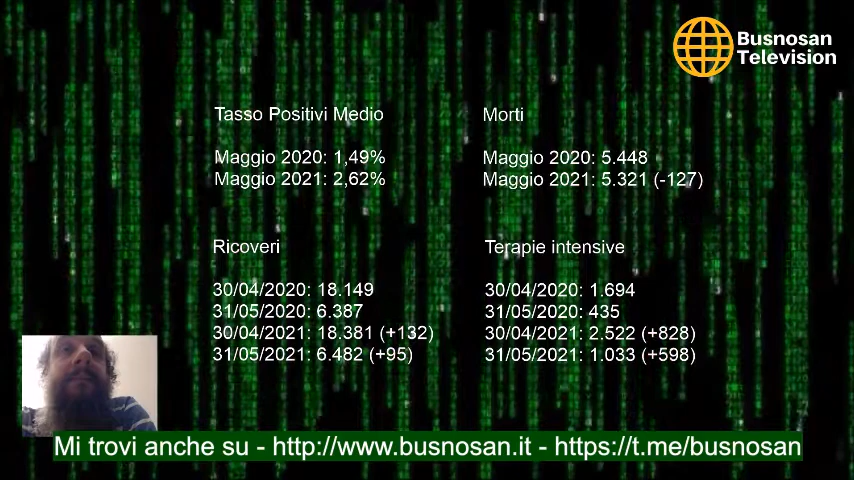 Busnosan
Television
Tasso Positivi Medio
Maggio 2020: 1,49%
Maggio 2021: 2,62%
Morti
Maggio 2020: 5.448
Maggio 2021: 5.321 (-127)
Ricoveri
30/04/2020: 18.149
31/05/2020: 6.387
30/04/2021: 18.381 (+132)
31/05/2021: 6.482 (+95)
Terapie intensive
30/04/2020: 1.694
31/05/2020: 435
30/04/2021: 2.522 (+828)
31/05/2021: 1.033 (+598)
Mi trovi anche su - http://www.busnosan.it - https://t.me/busnosan